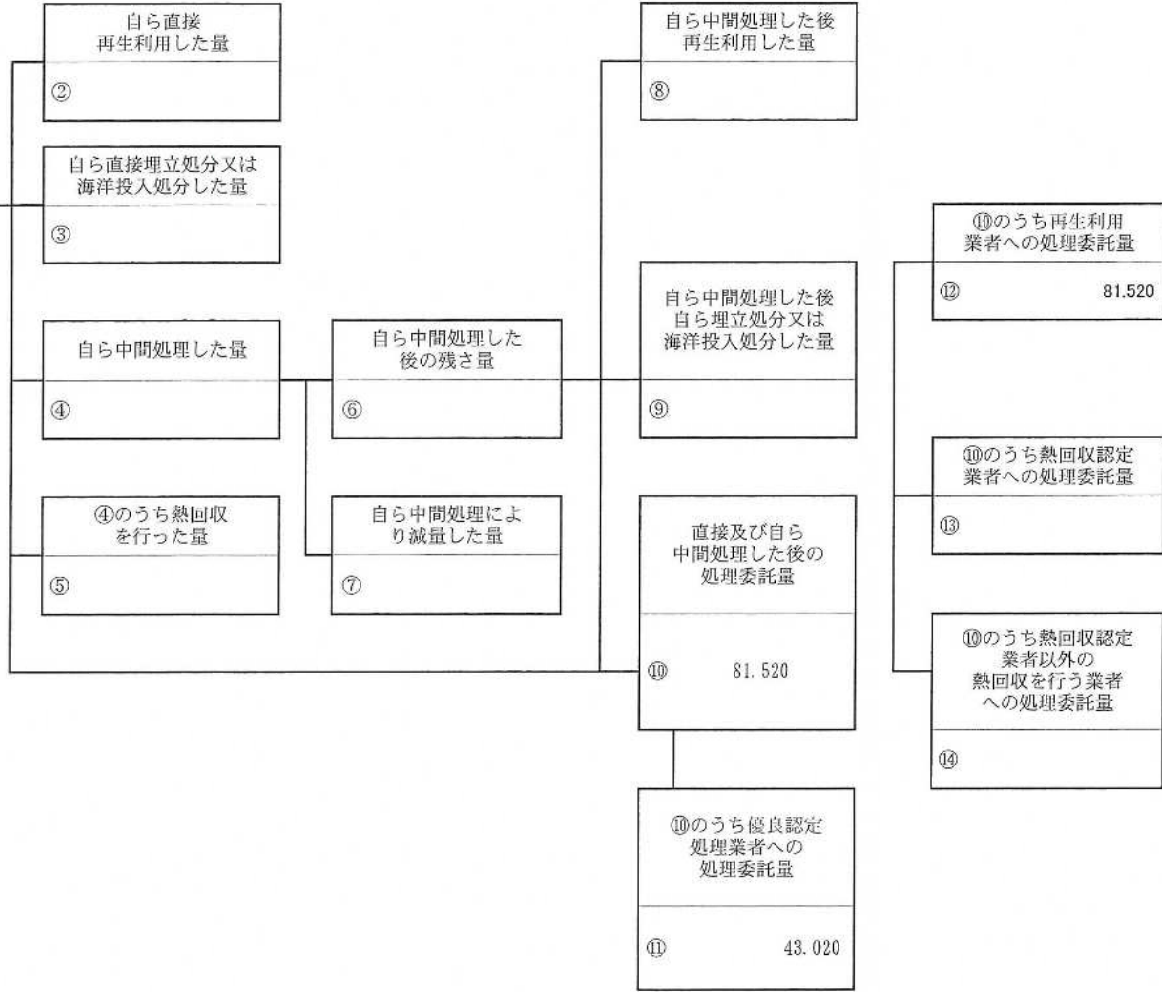 自ら直接
再生利用した量
②
自ら直接埋立処分又は
海洋投入処分した量
③
自ら中間処理した量
④
④のうち熱回収
を行った量
⑤
自ら中間処理した
後の残さ量
⑥
自ら中間処理によ
り減量した量
⑦
自ら中間処理した後
再生利用した量
⑧
自ら中間処理した後
自ら埋立処分又は
海洋投入処分した量
⑨
直接及び自ら
中間処理した後の
処理委託量
⑩ 81.520
⑩のうち優良認定
処理業者への
処理委託量
⑪ 43.020
⑩のうち再生利用
業者への処理委託量
⑫ 81.520
⑩のうち熱回収認定
業者への処理委託量
⑬
⑩のうち熱回収認定
業者以外の
熱回収を行う業者
への処理委託量
⑭